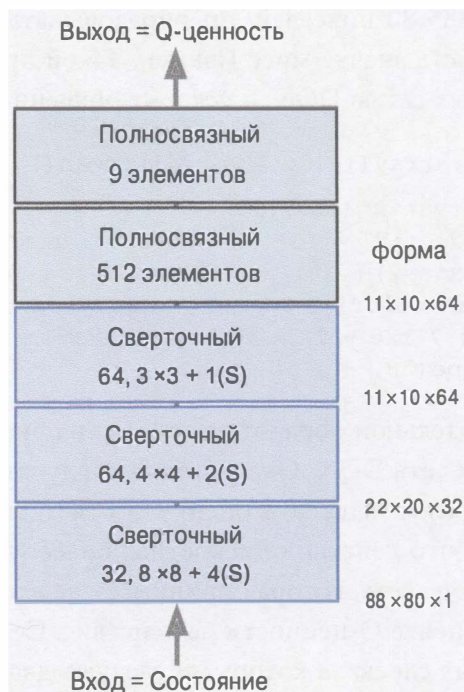 Выход = Q-ценность
Полносвязный
9 элементов
Полносвязный
512 элементов
форма
11×10×64
Сверточный
64, 3×3 + 1(S)
11×10×64
Сверточный
64, 4×4 + 2(S)
22×20×32
Сверточный
32, 8×8 + 4(S)
88×80×1
Вход = Состояние